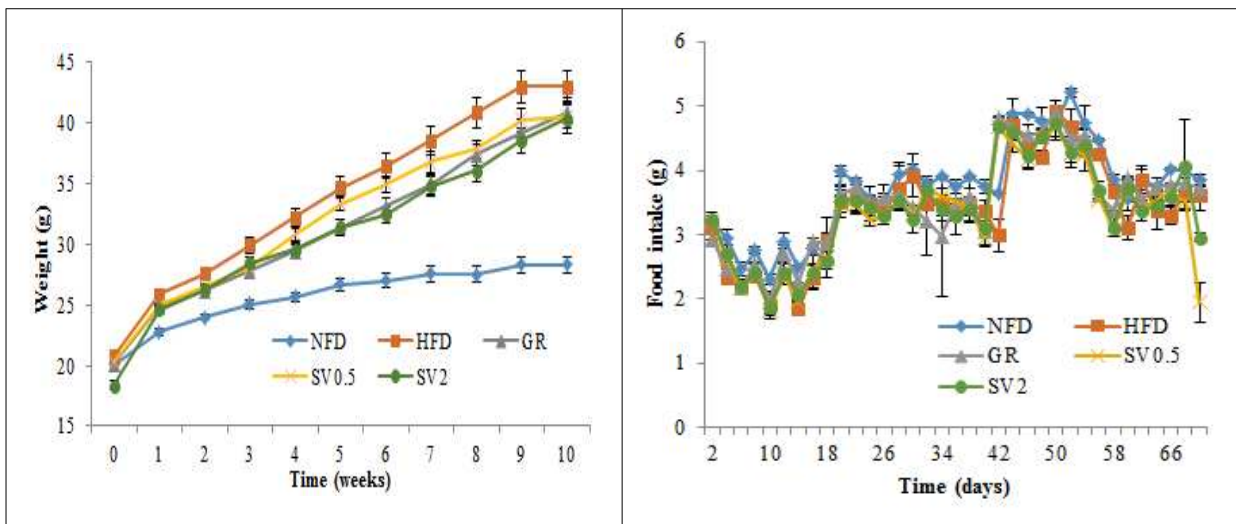 45
40
35
30
25
20
15
Weight (g)
NFD HFD GR
SV0.5 SV2
0 1 2 3 4 5 6 7 8 9 10
Time (weeks)
6
5
4
3
2
1
0
Food intake (g)
NFD HFD
GR SV0.5
SV2
2 10 18 26 34 42 50 58 66
Time (days)